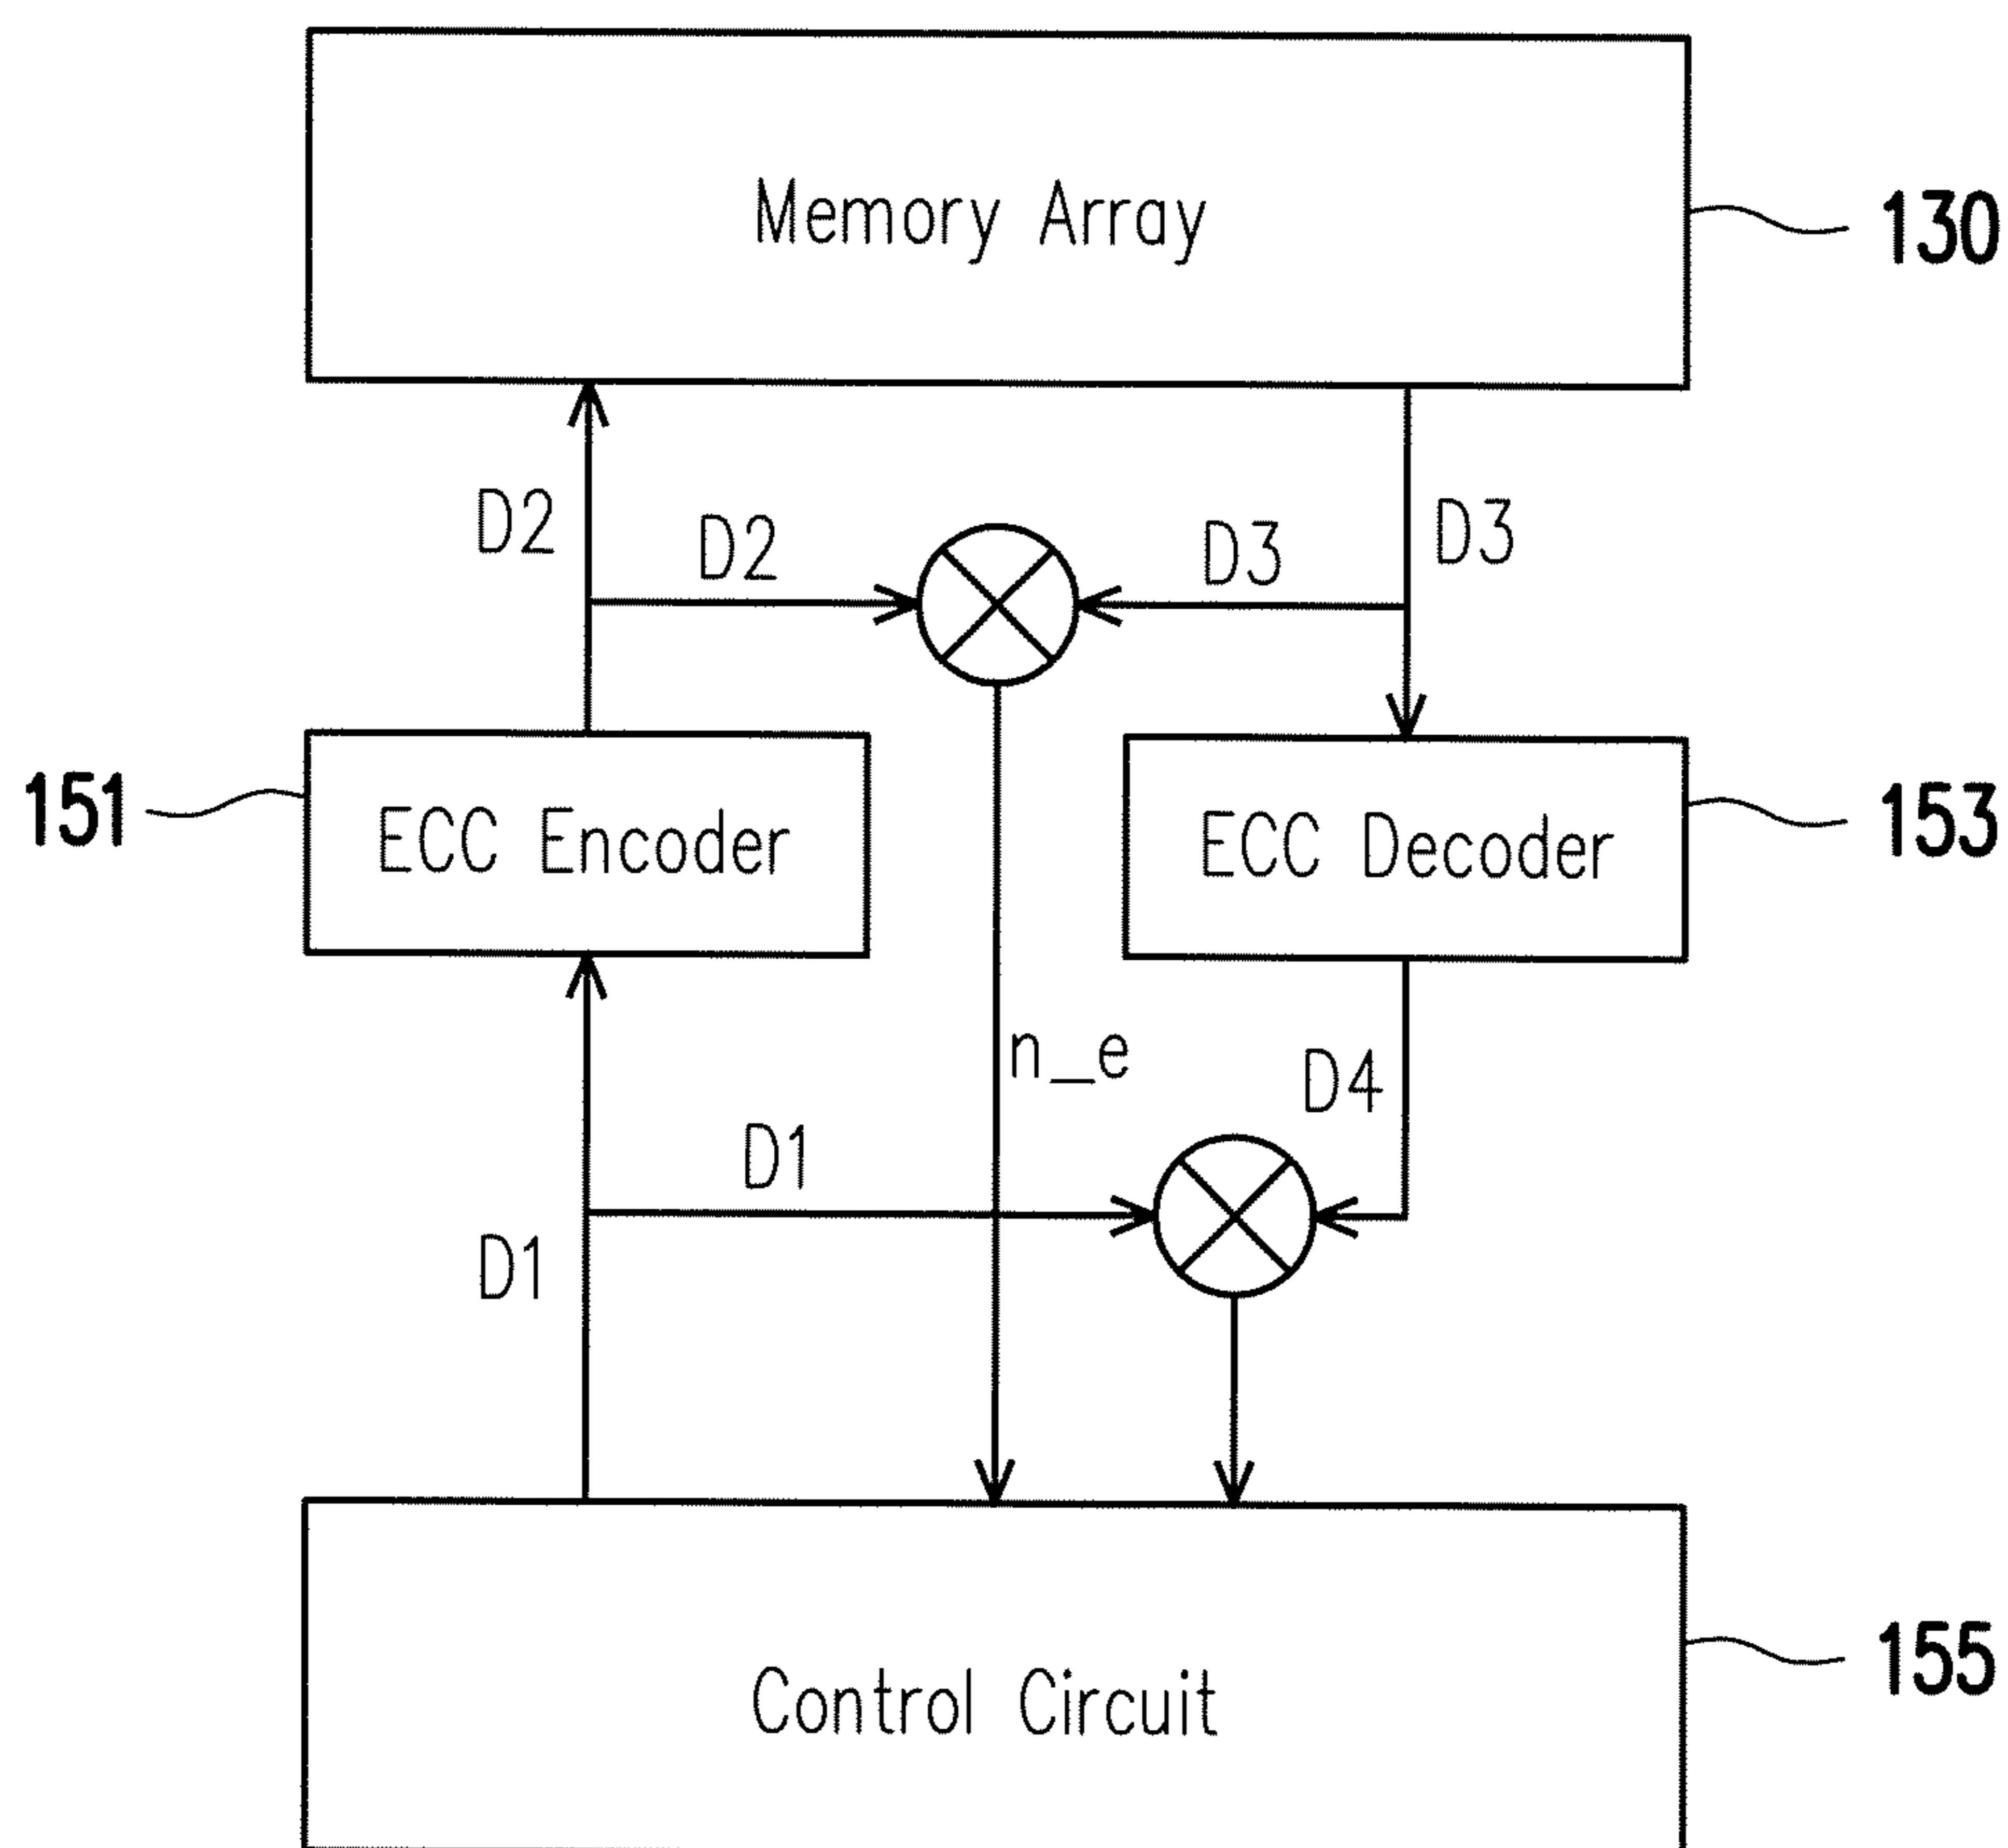 Memory Array
130
D2
D2
D3
D3
151
ECC Encoder
ECC Decoder
153
n_e
D4
D1
D1
Control Circuit
155